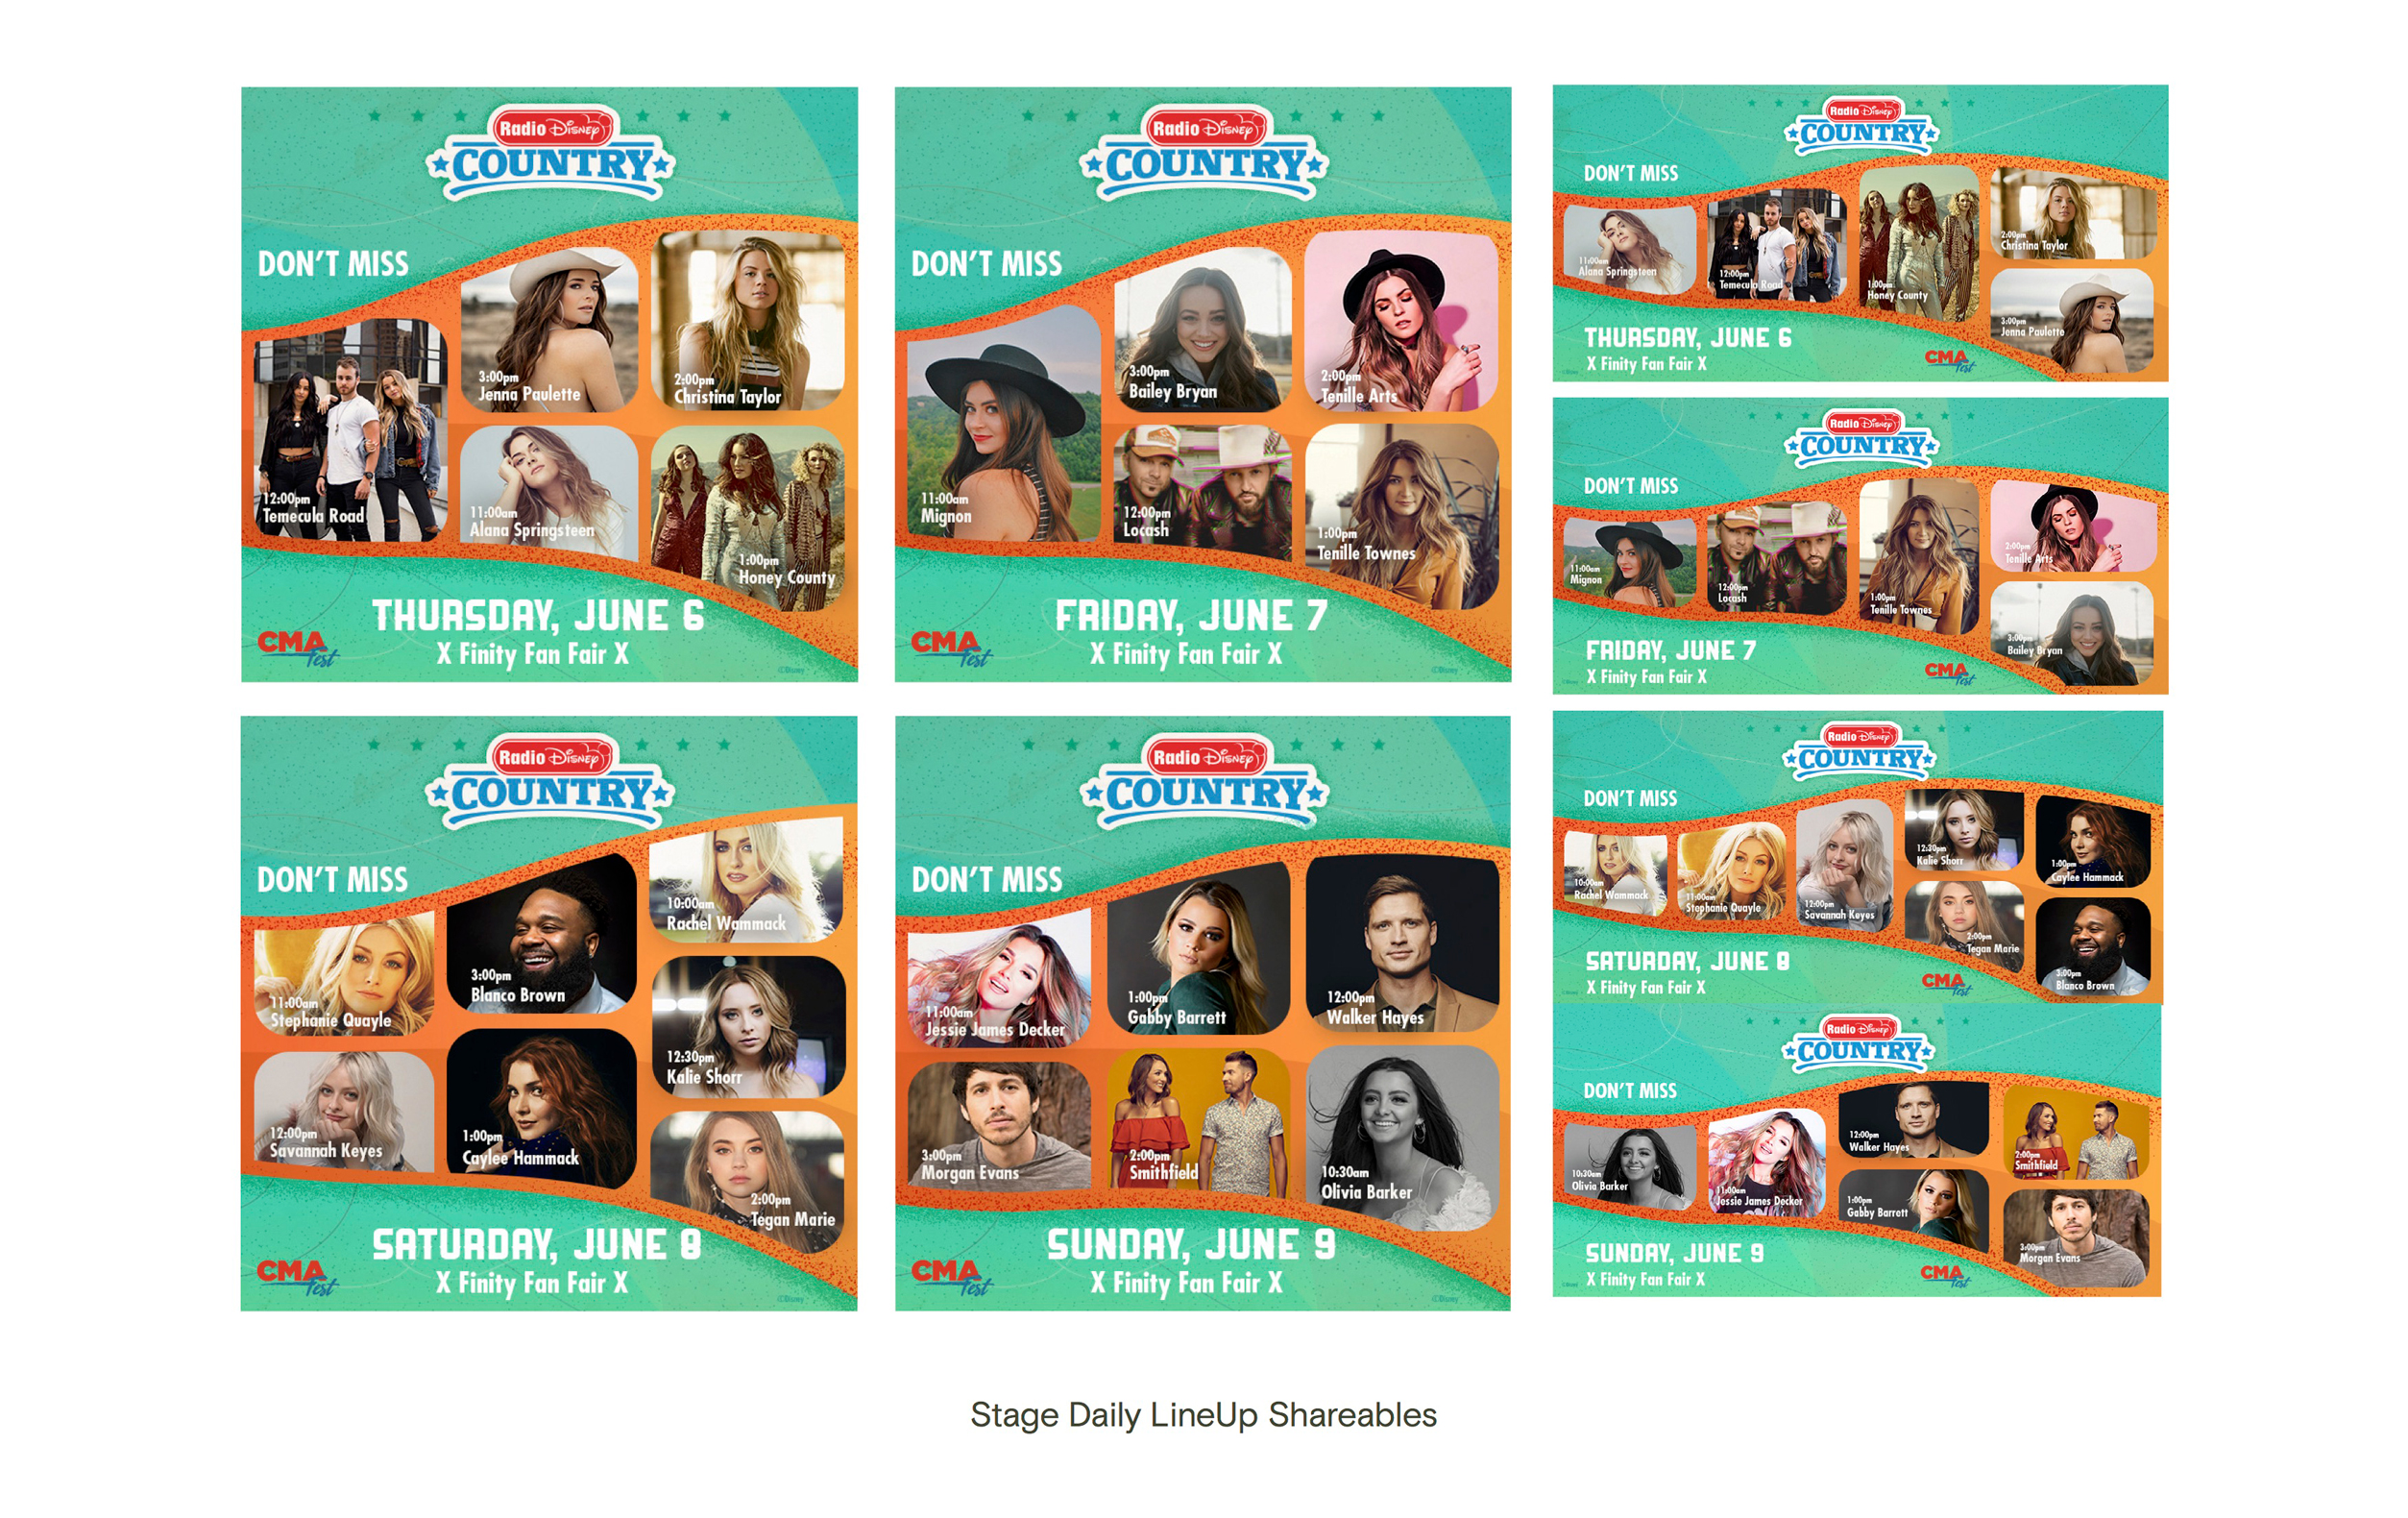 Radio Disney
COUNTRY
DON'T MISS
3:00pm
Jenna Paulette
2:00pm
Christina Taylor
12:00pm
Temecula Road
11:00am
Alana Springsteen
1:00pm
Honey County
THURSDAY, JUNE 6
X Finity Fan Fair X
CMA
fest
©Disney
Radio Disney
COUNTRY
DON'T MISS
3:00pm
Bailey Bryan
2:00pm
Tenille Arts
11:00am
Mignon
12:00pm
Locash
1:00pm
Tenille Townes
FRIDAY, JUNE 7
X Finity Fan Fair X
CMA
fest
©Disney
Radio Disney
COUNTRY
DON'T MISS
11:00am
Alana Springsteen
12:00pm
Temecula Road
1:00pm
Honey County
2:00pm
Christina Taylor
3:00pm
Jenna Paulette
THURSDAY, JUNE 6
X Finity Fan Fair X
CMA
fest
Radio Disney
COUNTRY
DON'T MISS
11:00am
Mignon
12:00pm
Locash
1:00pm
Tenille Townes
2:00pm
Tenille Arts
3:00pm
Bailey Bryan
FRIDAY, JUNE 7
X Finity Fan Fair X
CMA
fest
Radio Disney
COUNTRY
DON'T MISS
11:00am
Stephanie Quayle
3:00pm
Blanco Brown
10:00am
Rachel Wammack
12:30pm
Kalie Shorr
12:00pm
Savannah Keyes
1:00pm
Caylee Hammack
2:00pm
Tegan Marie
SATURDAY, JUNE 8
X Finity Fan Fair X
CMA
fest
©Disney
Radio Disney
COUNTRY
DON'T MISS
11:00am
Jessie James Decker
1:00pm
Gabby Barrett
12:00pm
Walker Hayes
3:00pm
Morgan Evans
2:00pm
Smithfield
10:30am
Olivia Barker
SUNDAY, JUNE 9
X Finity Fan Fair X
CMA
fest
©Disney
Radio Disney
COUNTRY
DON'T MISS
10:00am
Rachel Wammack
11:00am
Stephanie Quayle
12:00pm
Savannah Keyes
12:30pm
Kalie Shorr
1:00pm
Caylee Hammack
2:00pm
Tegan Marie
3:00pm
Blanco Brown
SATURDAY, JUNE 8
X Finity Fan Fair X
CMA
fest
Radio Disney
COUNTRY
DON'T MISS
10:30am
Olivia Barker
11:00am
Jessie James Decker
12:00pm
Walker Hayes
1:00pm
Gabby Barrett
2:00pm
Smithfield
3:00pm
Morgan Evans
SUNDAY, JUNE 9
X Finity Fan Fair X
CMA
fest
Stage Daily LineUp Shareables